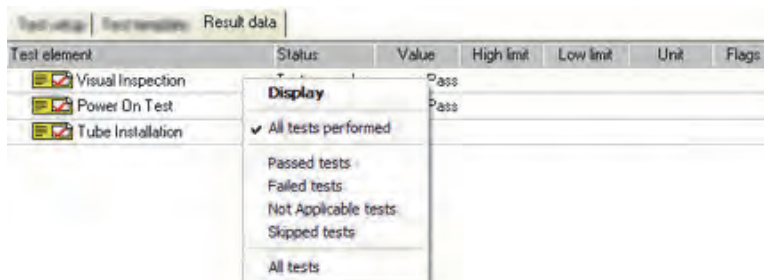 Result data
Test element Status Value High limit Low limit Unit Flags
Visual Inspection Pass
Power On Test Pass
Tube Installation
Display
All tests performed
Passed tests
Failed tests
Not Applicable tests
Skipped tests
All tests